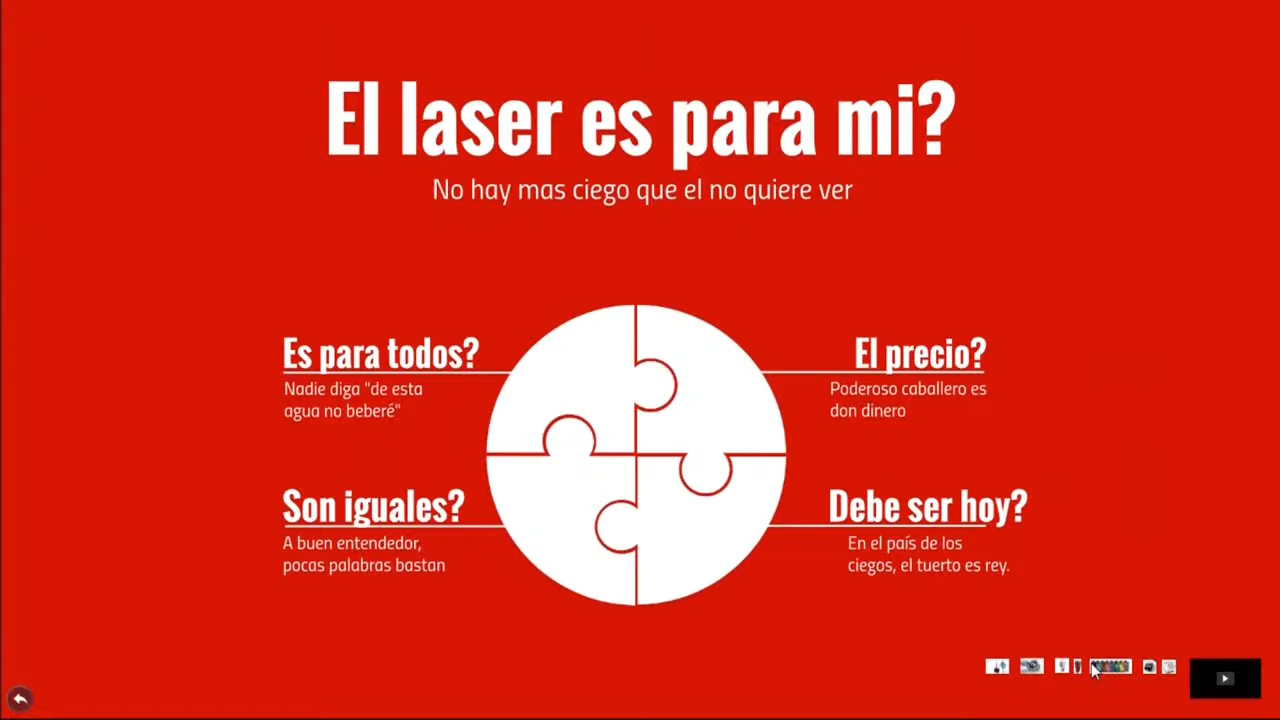 El laser es para mi?
No hay mas ciego que el no quiere ver
Es para todos?
Nadie diga "de esta
agua no beberé"
El precio?
Poderoso caballero es
don dinero
Son iguales?
A buen entendedor,
pocas palabras bastan
Debe ser hoy?
En el país de los
ciegos, el tuerto es rey.